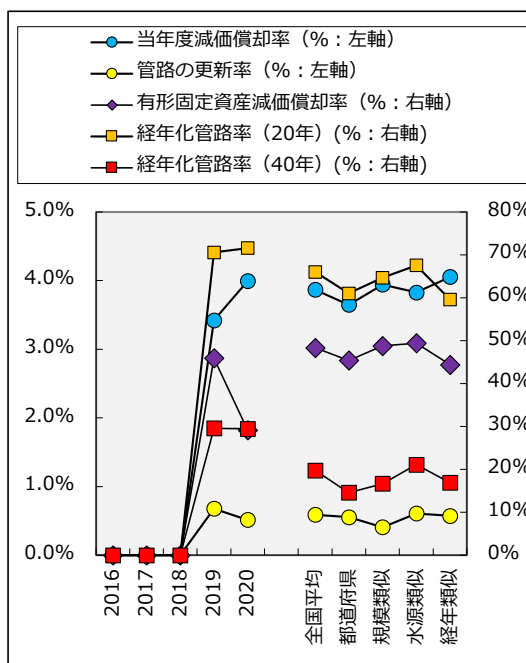 当年度減価償却率（%：左軸）
管路の更新率（%：左軸）
有形固定資産減価償却率（%：右軸）
経年化管路率（20年）(%：右軸)
経年化管路率（40年）(%：右軸)
5.0%
4.0%
3.0%
2.0%
1.0%
0.0%
80%
70%
60%
50%
40%
30%
20%
10%
0%
2016
2017
2018
2019
2020
全国平均
都道府県
規模類似
水源類似
経年類似